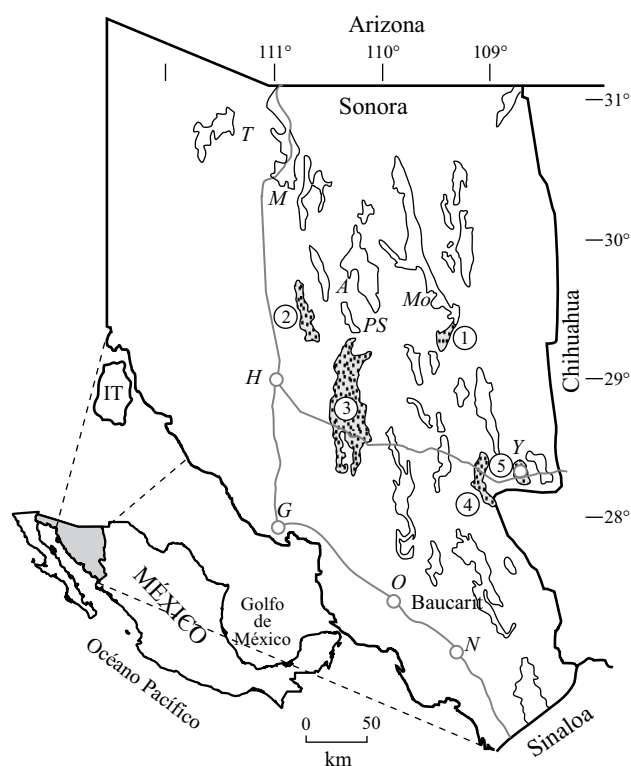 Arizona
111°
110°
109°
31°
Sonora
T
M
30°
A
Mo
Chihuahua
2
PS
1
29°
H
IT
3
Y
5
4
28°
G
O
Baucarit
MÉXICO
Golfo
de
México
N
Océano Pacífico
0 50
km
Sinaloa